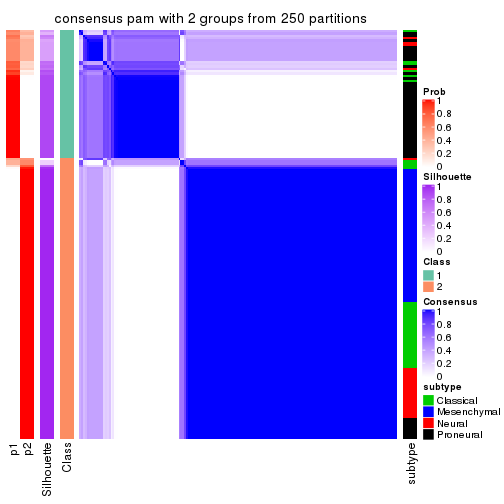 consensus pam with 2 groups from 250 partitions
Prob
1
0.8
0.6
0.4
0.2
0
Silhouette
1
0.8
0.6
0.4
0.2
0
Class
1
2
Consensus
1
0.8
0.6
0.4
0.2
0
subtype
Classical
Mesenchymal
Neural
Proneural
p1
p2
Silhouette
Class
subtype